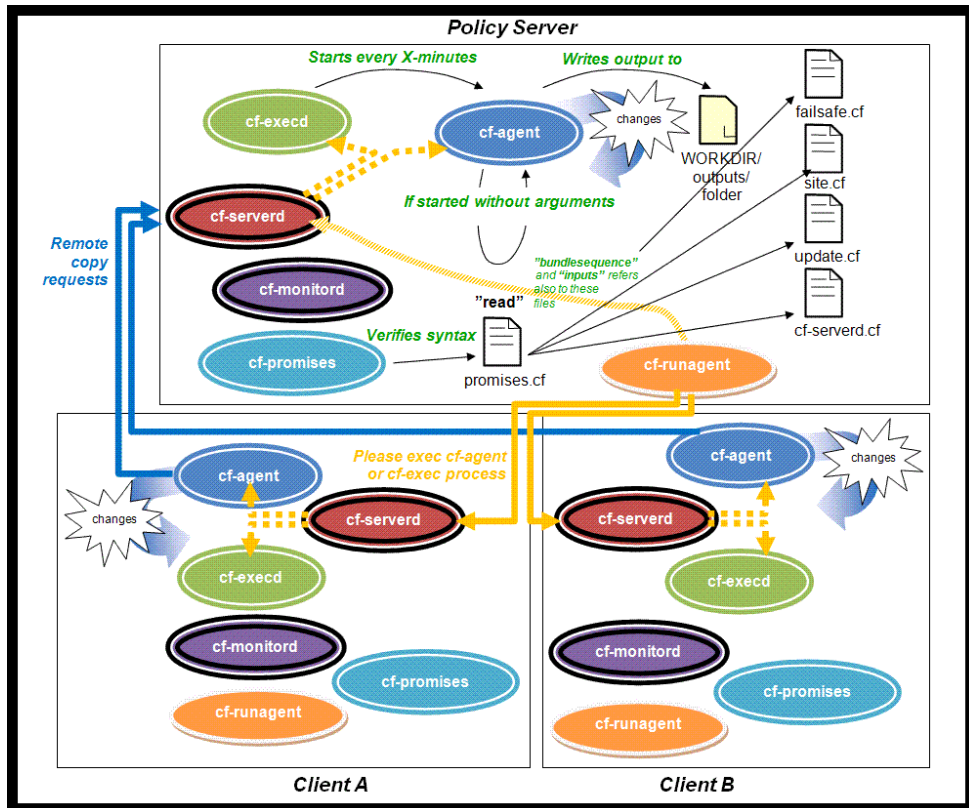 Policy Server
Starts every X-minutes
Writes output to
cf-execd
cf-agent
changes
failsafe.cf
WORKDIR/
outputs/
folder
site.cf
cf-serverd
If started without arguments
Remote
copy
requests
"bundlesequence"
and "inputs" refers
also to these
files
update.cf
cf-monitord
"read"
Verifies syntax
cf-serverd.cf
cf-promises
promises.cf
cf-runagent
Please exec cf-agent
or cf-exec process
cf-agent
changes
cf-serverd
cf-execd
cf-monitord
cf-promises
cf-runagent
Client A
cf-agent
changes
cf-serverd
cf-execd
cf-monitord
cf-promises
cf-runagent
Client B